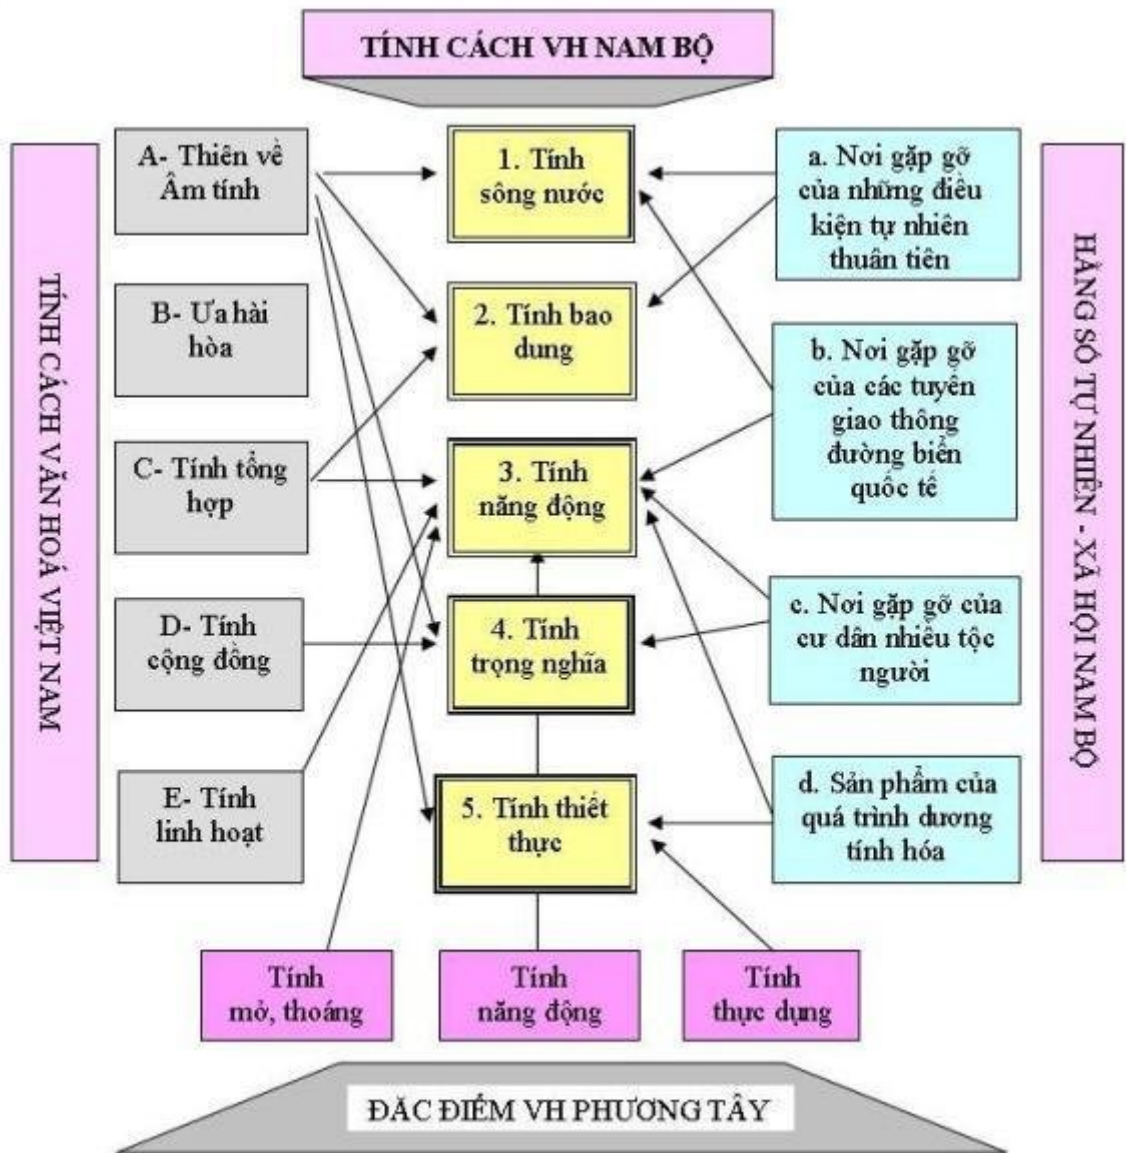 TÍNH CÁCH VH NAM BỘ
TÍNH CÁCH VĂN HOÁ VIỆT NAM
A- Thiên về
Âm tính
B- Ưa hài
hòa
C- Tính tổng
hợp
D- Tính
cộng đồng
E- Tính
linh hoạt
1. Tính
sông nước
2. Tính bao
dung
3. Tính
năng động
4. Tính
trọng nghĩa
5. Tính thiết
thực
a. Nơi gặp gỡ
của những điều
kiện tự nhiên
thuân tiên
b. Nơi gặp gỡ
của các tuyến
giao thông
đường biển
quốc tế
c. Nơi gặp gỡ của
cư dân nhiều tộc
người
d. Sản phẩm của
quá trình dương
tính hóa
HẰNG SỐ TỰ NHIÊN - XÃ HỘI NAM BỘ
Tính
mở, thoáng
Tính
năng động
Tính
thực dụng
ĐẶC ĐIỂM VH PHƯƠNG TÂY